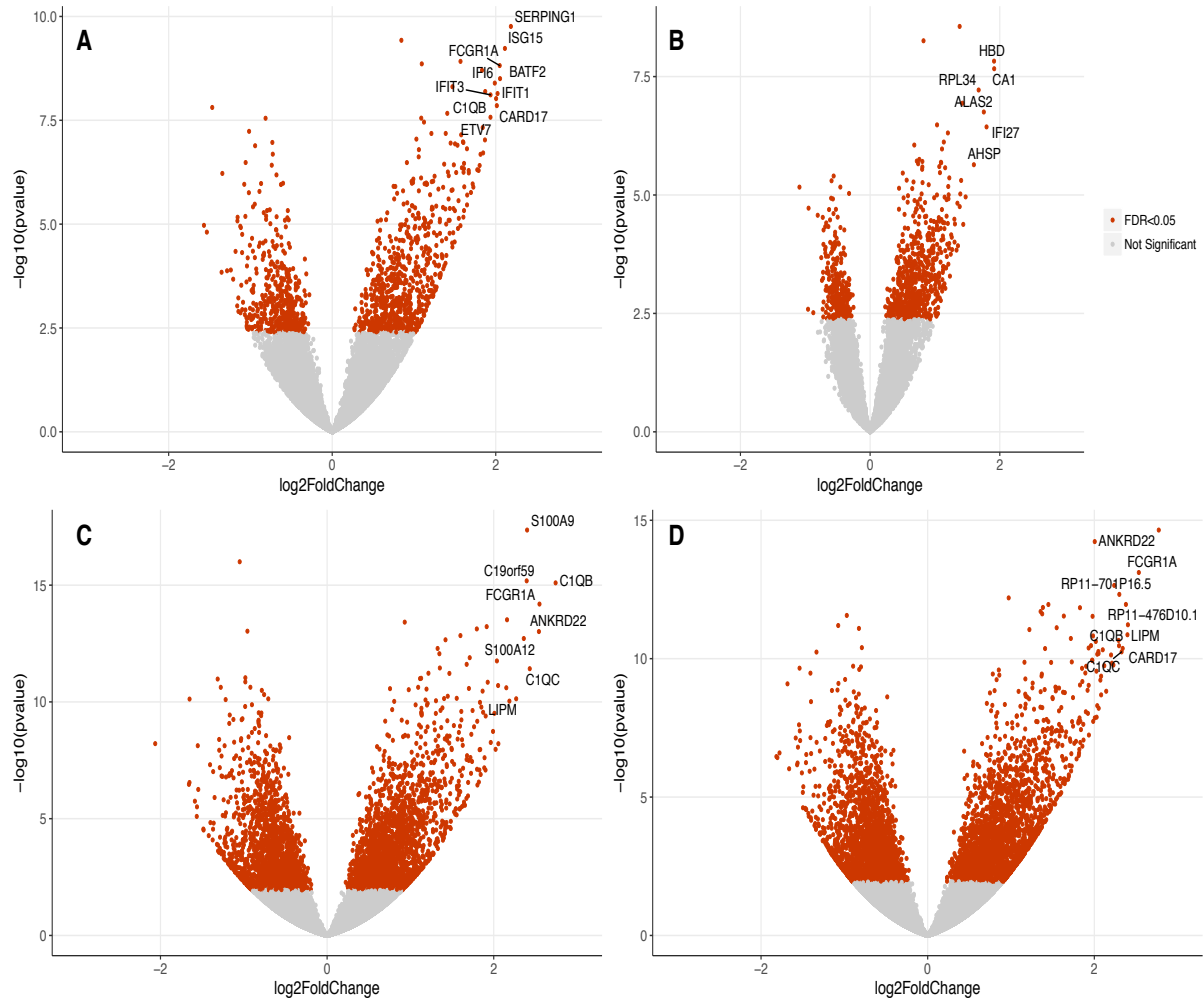 A
10.0
7.5
5.0
2.5
0.0
−log10(pvalue)
SERPING1
ISG15
FCGR1A
IPI6
BATF2
IFIT3
IFIT1
C1QB
CARD17
ETV7
−2
0
2
log2FoldChange
B
7.5
5.0
2.5
0.0
−log10(pvalue)
HBD
RPL34
CA1
ALAS2
IFI27
AHSP
−2
0
2
log2FoldChange
FDR<0.05
Not Significant
C
15
10
5
0
−log10(pvalue)
S100A9
C19orf59
C1QB
FCGR1A
ANKRD22
S100A12
C1QC
LIPM
−2
0
2
log2FoldChange
D
15
10
5
0
−log10(pvalue)
ANKRD22
FCGR1A
RP11−701P16.5
RP11−476D10.1
C1QB
LIPM
CARD17
C1QC
−2
0
2
log2FoldChange